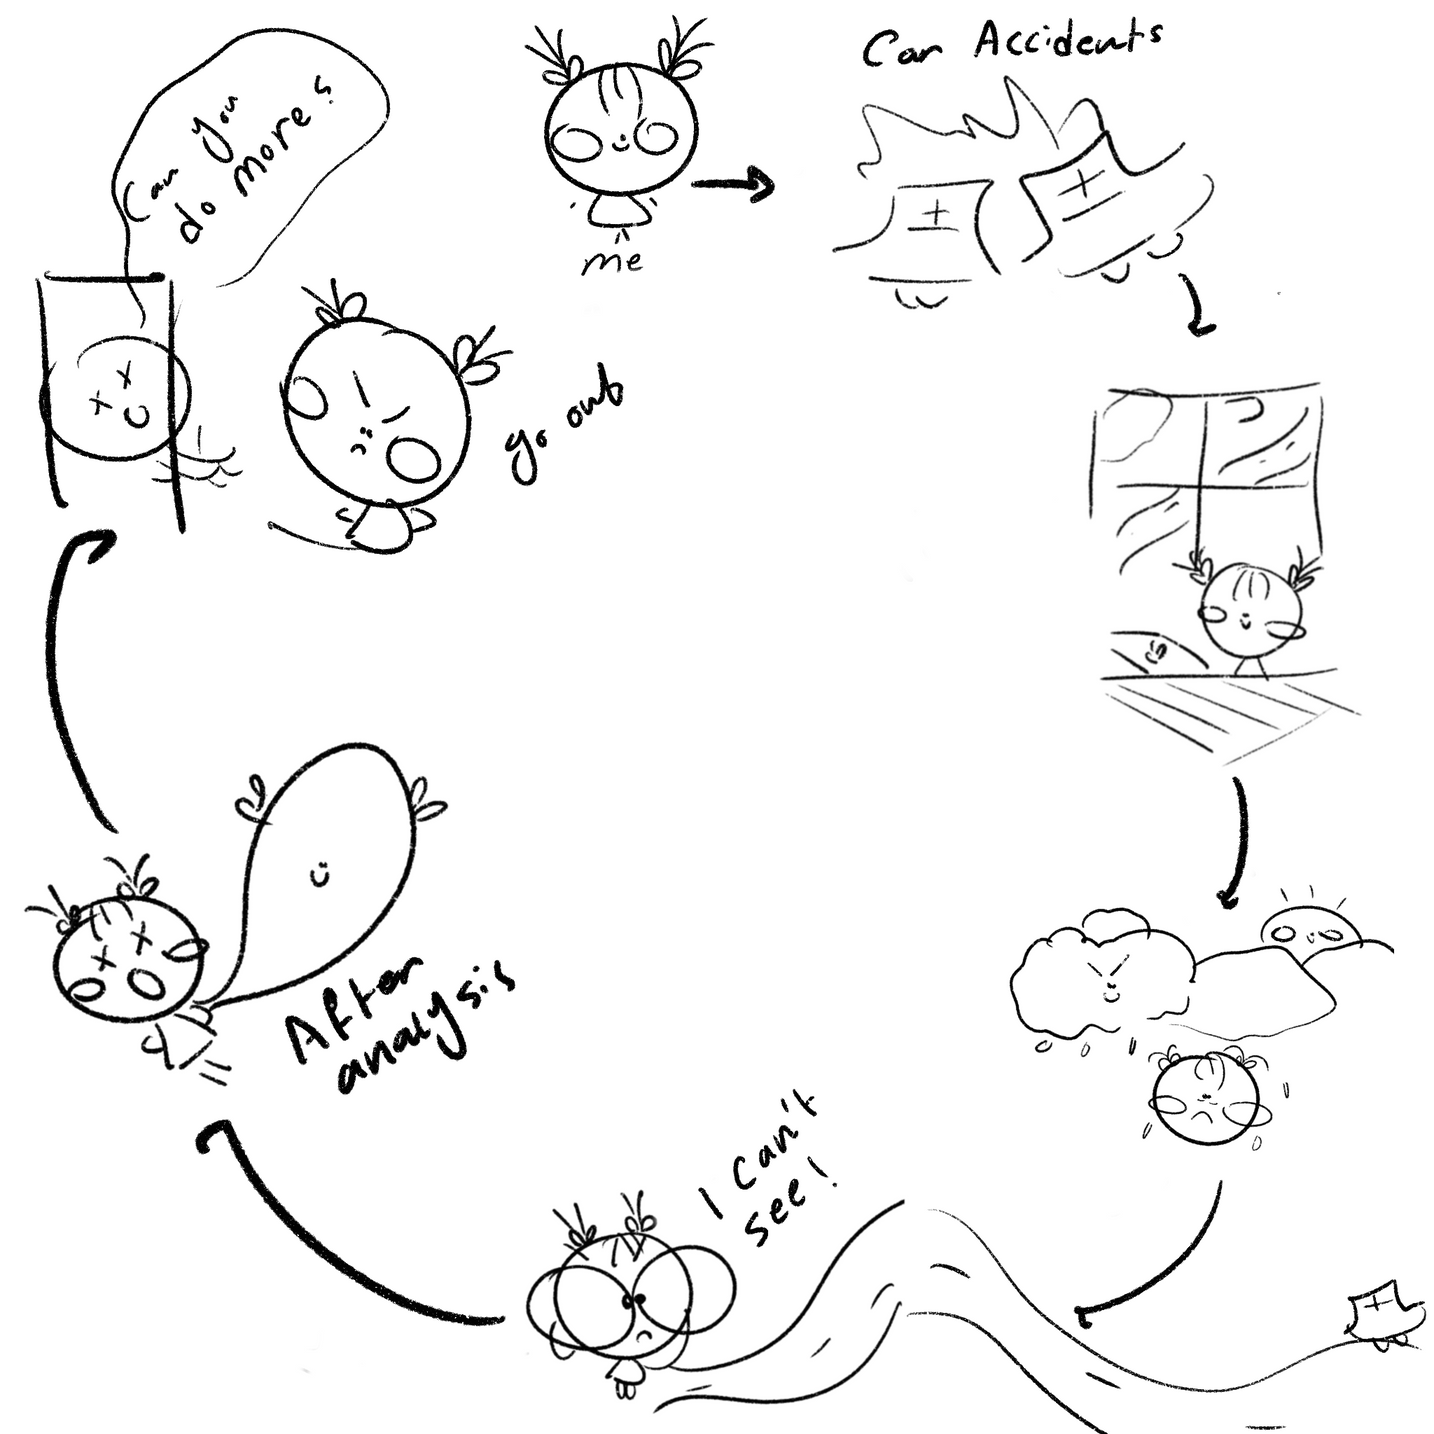 Car Accidents
me
Can you
do more?
go out
I can't
see!
After
analysis